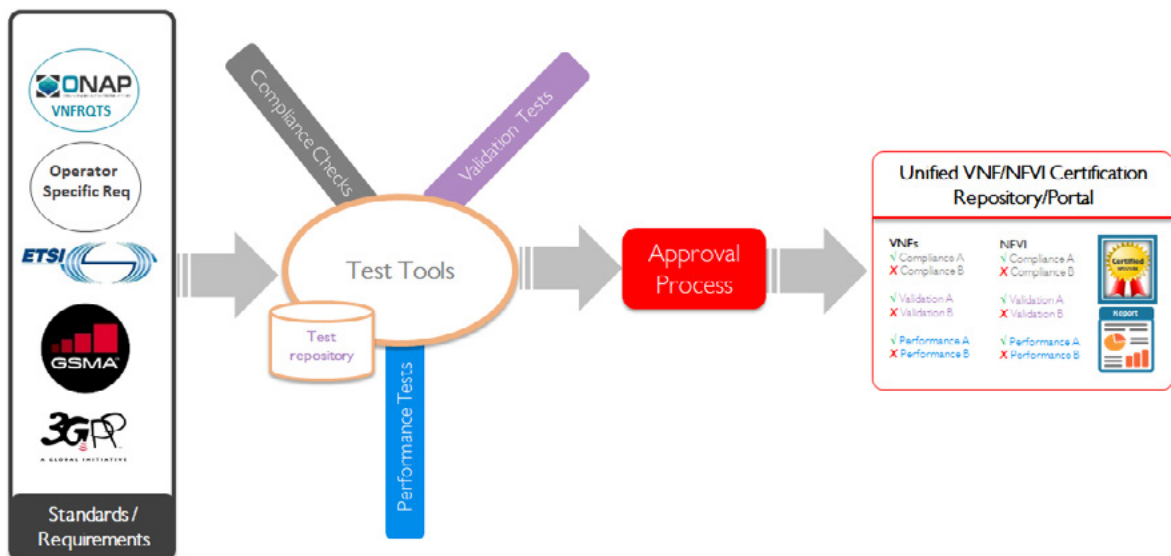 ONAP
VNFRQTS
Operator
Specific Req
ETSI
GSMA™
3GPP
A GLOBAL INITIATIVE
Standards /
Requirements
Compliance Checks
Validation Tests
Test Tools
Test
repository
Performance Tests
Approval
Process
Unified VNF/NFVI Certification
Repository/Portal
VNFs
√ Compliance A
X Compliance B
√ Validation A
X Validation B
√ Performance A
X Performance B
NFVI
√ Compliance A
X Compliance B
√ Validation A
X Validation B
√ Performance A
X Performance B
Certified
Report